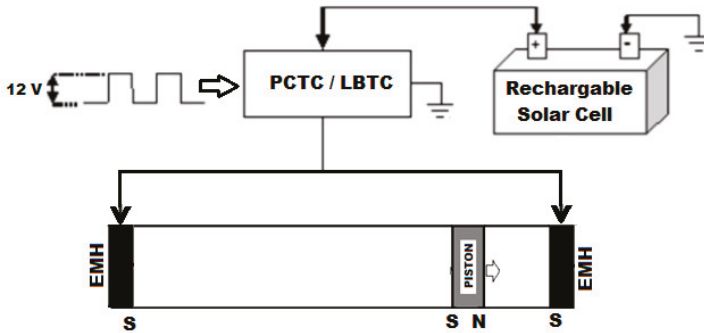 + -
12 V
PCTC / LBTC
Rechargable
Solar Cell
EMH
PISTON
EMH
S
S N
S